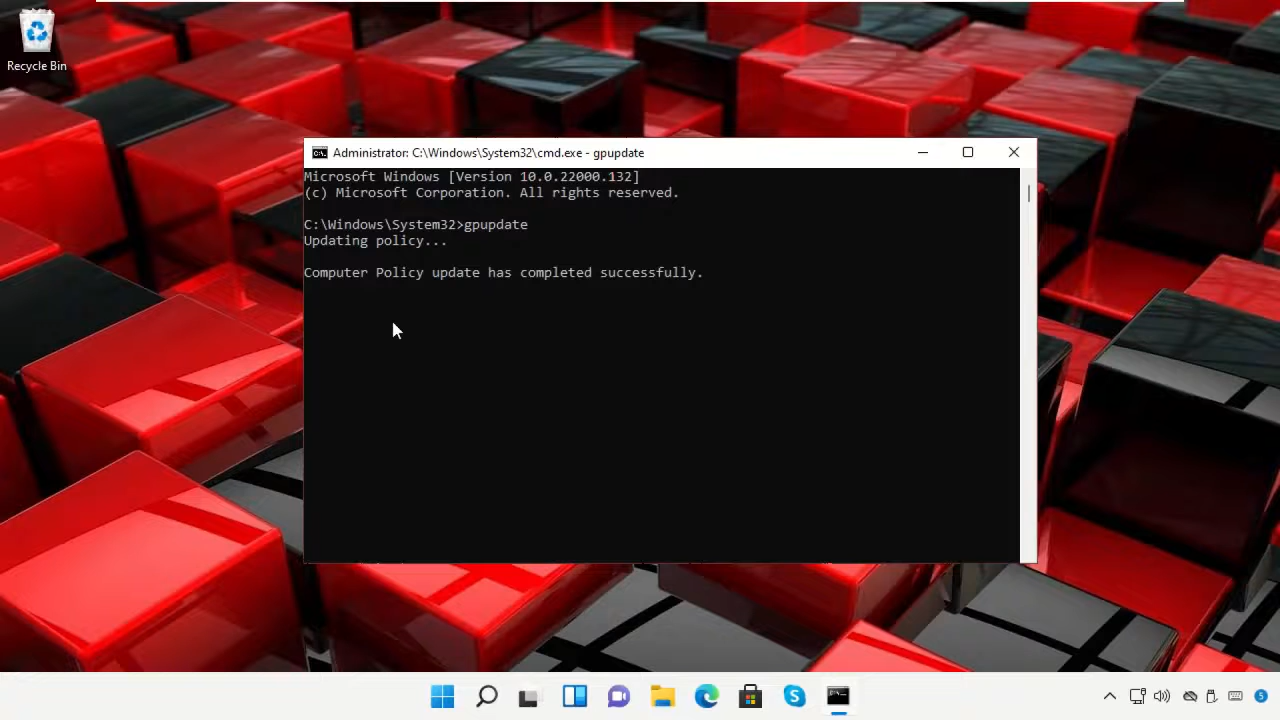 Recycle Bin
Administrator: C:\Windows\System32\cmd.exe - gpupdate
Microsoft Windows [Version 10.0.22000.132]
(c) Microsoft Corporation. All rights reserved.
C:\Windows\System32>gpupdate
Updating policy...
Computer Policy update has completed successfully.
5